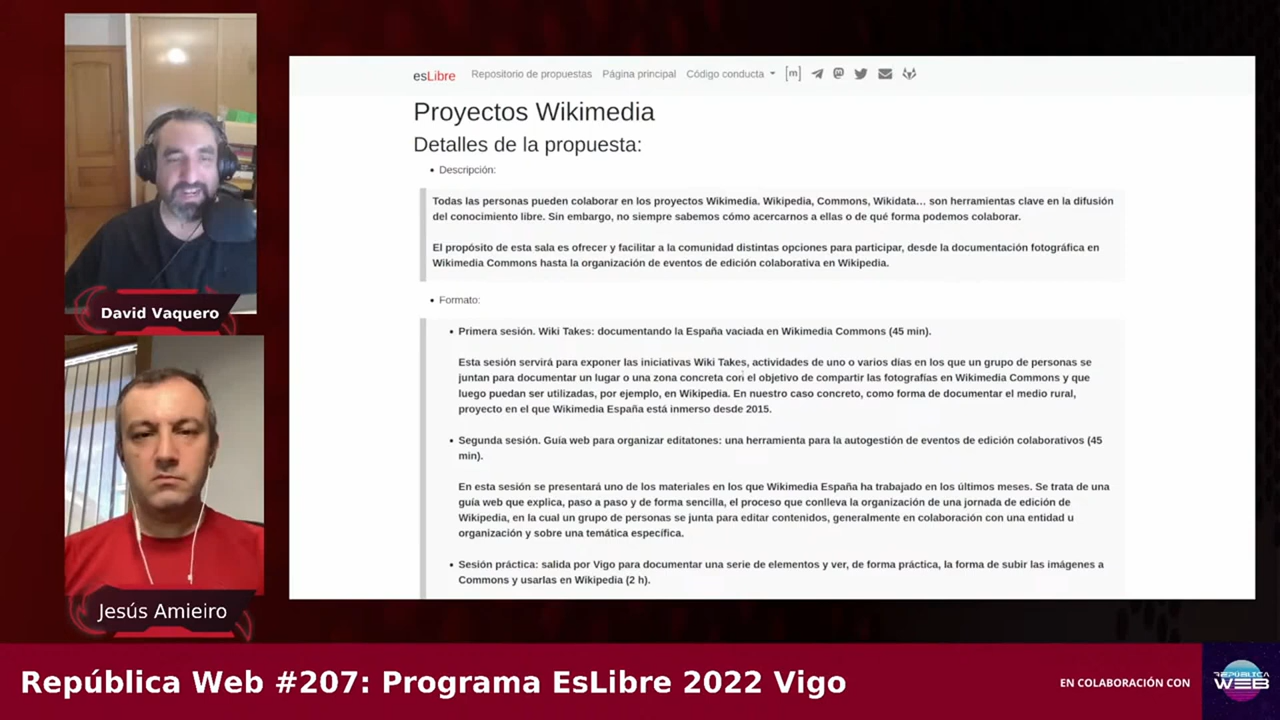 esLibre Repositorio de propuestas Página principal Código conducta [m]
Proyectos Wikimedia
Detalles de la propuesta:
• Descripción:
Todas las personas pueden colaborar en los proyectos Wikimedia. Wikipedia, Commons, Wikidata… son herramientas clave en la difusión
del conocimiento libre. Sin embargo, no siempre sabemos cómo acercarnos a ellas o de qué forma podemos colaborar.
El propósito de esta sala es ofrecer y facilitar a la comunidad distintas opciones para participar, desde la documentación fotográfica en
Wikimedia Commons hasta la organización de eventos de edición colaborativa en Wikipedia.
• Formato:
• Primera sesión. Wiki Takes: documentando la España vaciada en Wikimedia Commons (45 min).
Esta sesión servirá para exponer las iniciativas Wiki Takes, actividades de uno o varios días en los que un grupo de personas se
juntan para documentar un lugar o una zona concreta con el objetivo de compartir las fotografías en Wikimedia Commons y que
luego puedan ser utilizadas, por ejemplo, en Wikipedia. En nuestro caso concreto, como forma de documentar el medio rural,
proyecto en el que Wikimedia España está inmerso desde 2015.
• Segunda sesión. Guía web para organizar editatones: una herramienta para la autogestión de eventos de edición colaborativos (45
min).
En esta sesión se presentará uno de los materiales en los que Wikimedia España ha trabajado en los últimos meses. Se trata de una
guía web que explica, paso a paso y de forma sencilla, el proceso que conlleva la organización de una jornada de edición de
Wikipedia, en la cual un grupo de personas se junta para editar contenidos, generalmente en colaboración con una entidad u
organización y sobre una temática específica.
• Sesión práctica: salida por Vigo para documentar una serie de elementos y ver, de forma práctica, la forma de subir las imágenes a
Commons y usarlas en Wikipedia (2 h).
David Vaquero
Jesús Amieiro
República Web #207: Programa EsLibre 2022 Vigo
EN COLABORACIÓN CON
REPÚBLICA
WEB